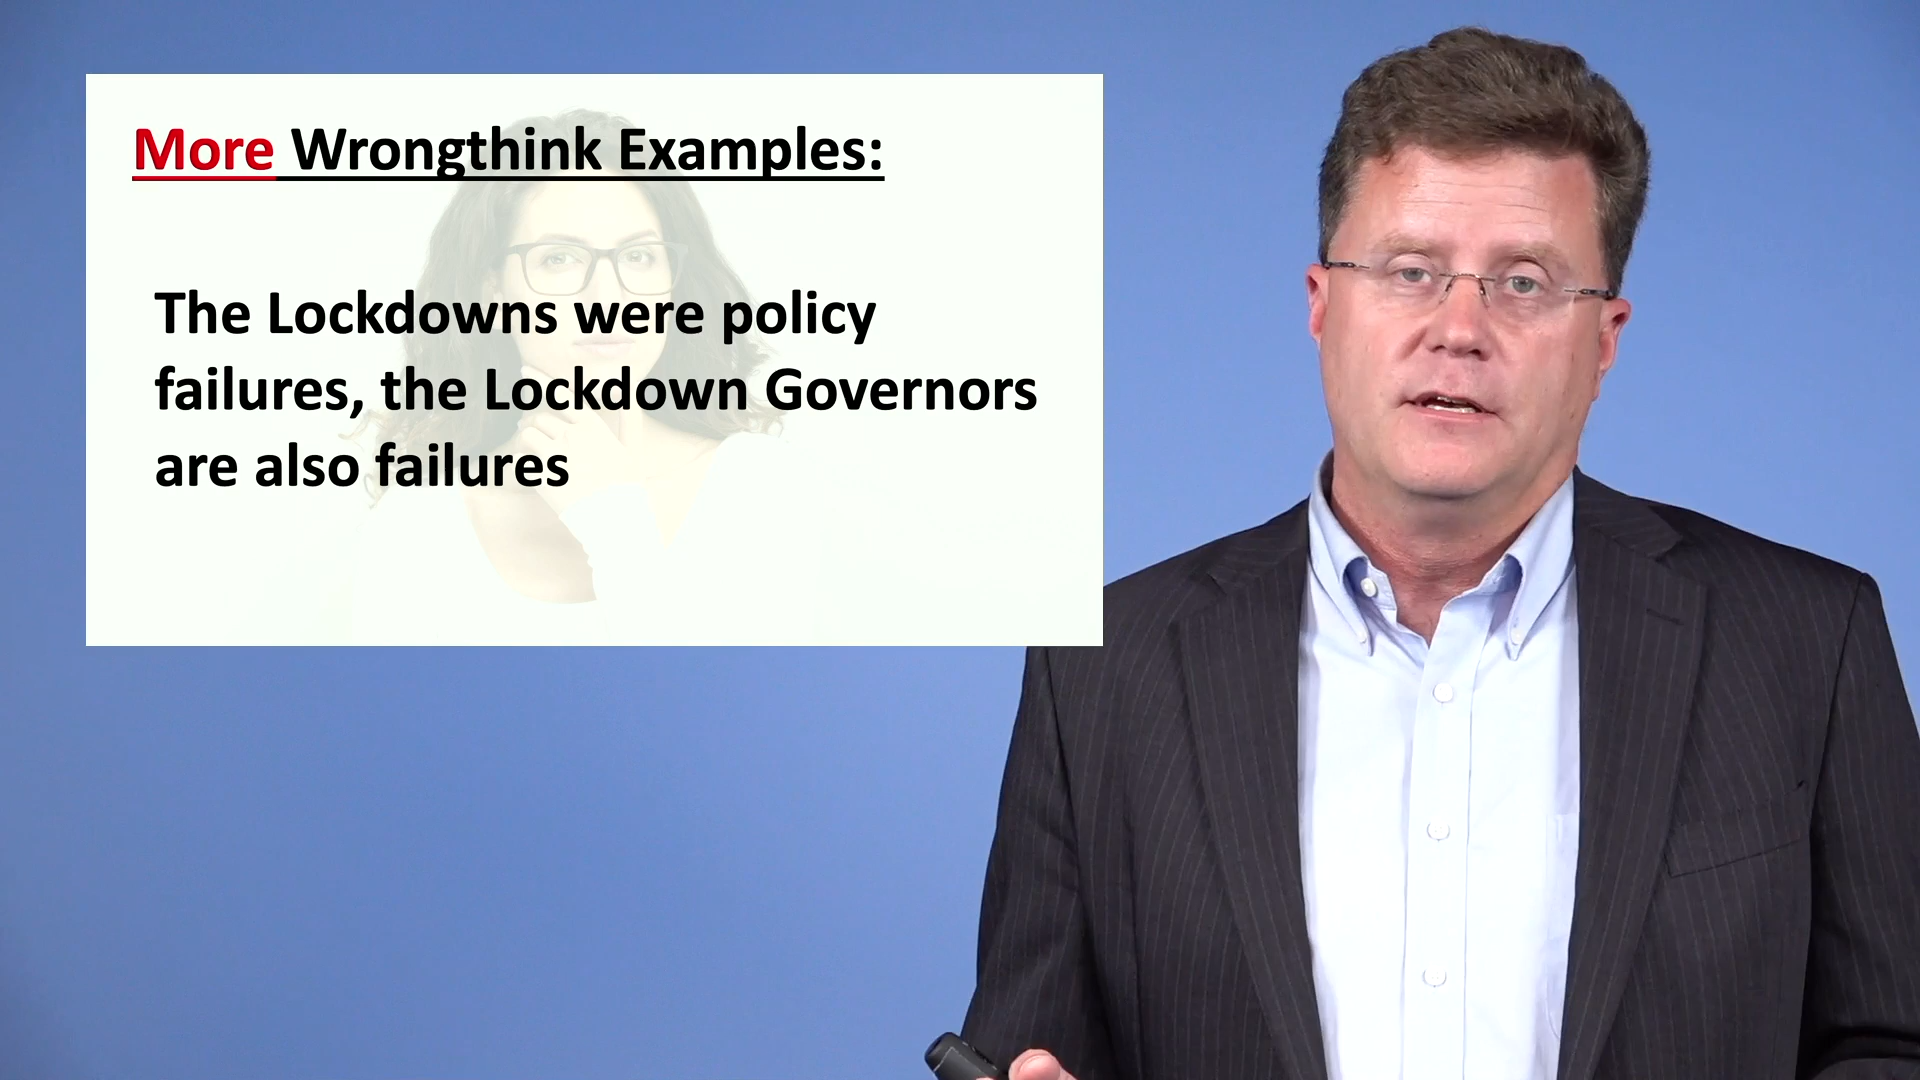 More Wrongthink Examples:
The Lockdowns were policy
failures, the Lockdown Governors
are also failures